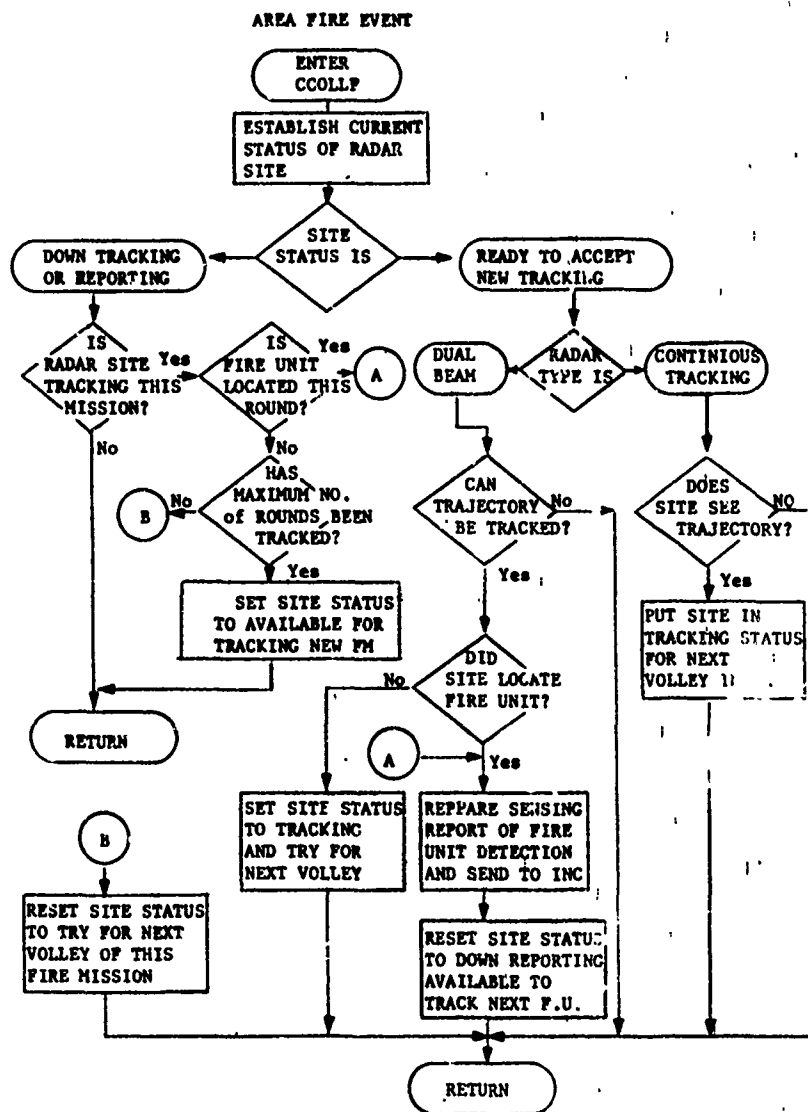 AREA FIRE EVENT
ENTER
CCOLLF
ESTABLISH CURRENT
STATUS OF RADAR
SITE
SITE
STATUS IS
DOWN TRACKING
OR REPORTING
READY TO ACCEPT
NEW TRACKING
IS
RADAR SITE
TRACKING THIS
MISSION?
Yes
No
IS
FIRE UNIT
LOCATED THIS
ROUND?
Yes
A
No
DUAL
BEAM
RADAR
TYPE IS
CONTINIOUS
TRACKING
HAS
MAXIMUM NO.
of ROUNDS BEEN
TRACKED?
No
B
Yes
CAN
TRAJECTORY
BE TRACKED?
NO
Yes
DOES
SITE SEE
TRAJECTORY?
NO
Yes
SET SITE STATUS
TO AVAILABLE FOR
TRACKING NEW FM
PUT SITE IN
TRACKING STATUS
FOR NEXT
VOLLEY
DID
SITE LOCATE
FIRE UNIT?
No
Yes
RETURN
A
SET SITE STATUS
TO TRACKING
AND TRY FOR
NEXT VOLLEY
REPPARE SENSING
REPORT OF FIRE
UNIT DETECTION
AND SEND TO INC
B
RESET SITE STATUS
TO TRY FOR NEXT
VOLLEY OF THIS
FIRE MISSION
RESET SITE STATUS
TO DOWN REPORTING
AVAILABLE TO
TRACK NEXT F.U.
RETURN